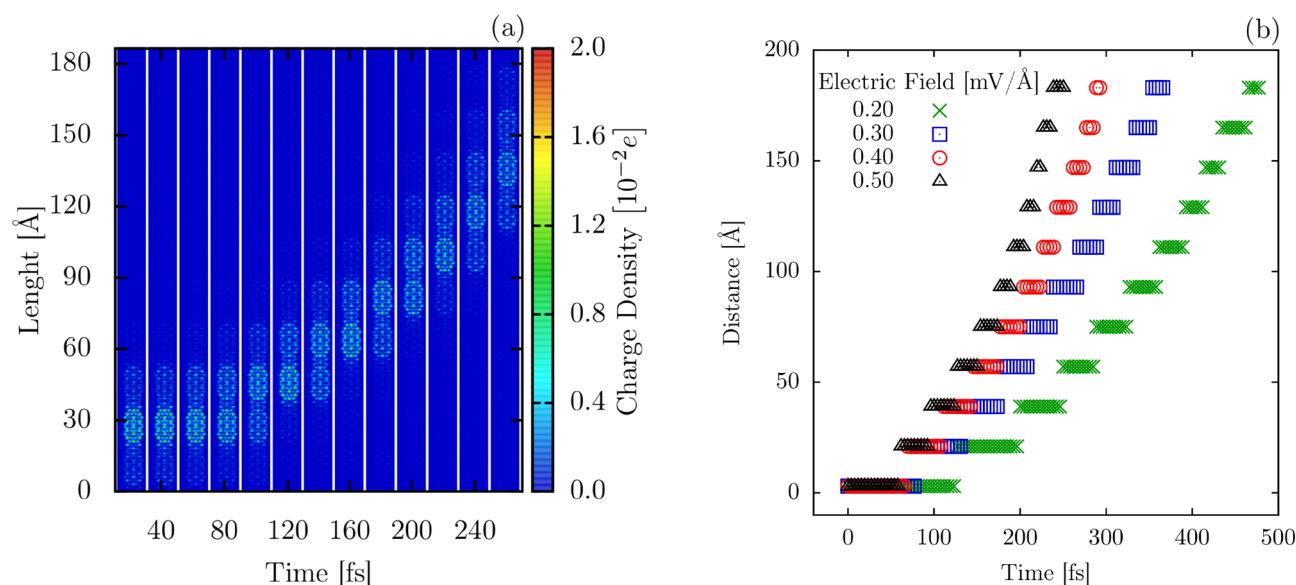 (a)
Lenght [Å]
180
150
120
90
60
30
0
40 80 120 160 200 240
Time [fs]
2.0
1.6
1.2
0.8
0.4
0.0
Charge Density [10⁻²e]
(b)
Distance [Å]
200
150
100
50
0
Electric Field [mV/Å]
0.20
0.30
0.40
0.50
0 100 200 300 400 500
Time [fs]